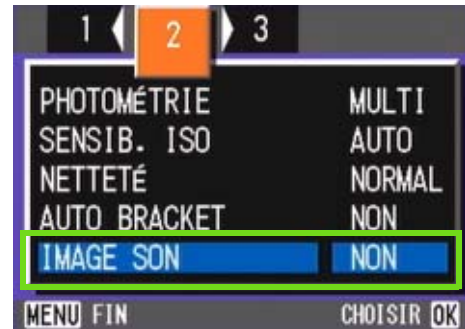 1 2 3
PHOTOMÉTRIE MULTI
SENSIB. ISO AUTO
NETTETÉ NORMAL
AUTO BRACKET NON
IMAGE SON NON
MENU FIN CHOISIR OK